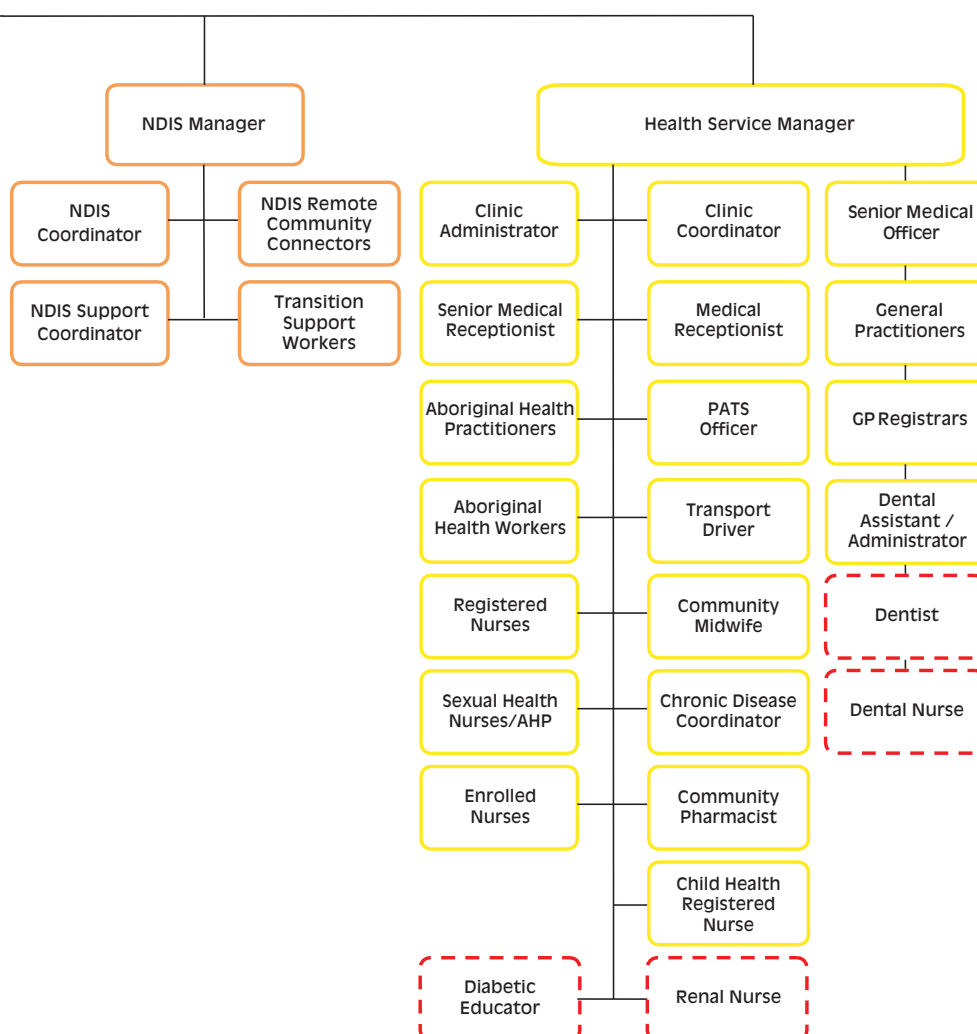 NDIS Manager
Health Service Manager
NDIS
Coordinator
NDIS Remote
Community
Connectors
Clinic
Administrator
Clinic
Coordinator
Senior Medical
Officer
NDIS Support
Coordinator
Transition
Support
Workers
Senior Medical
Receptionist
Medical
Receptionist
General
Practitioners
Aboriginal Health
Practitioners
PATS
Officer
GP Registrars
Aboriginal
Health Workers
Transport
Driver
Dental
Assistant /
Administrator
Registered
Nurses
Community
Midwife
Dentist
Sexual Health
Nurses/AHP
Chronic Disease
Coordinator
Dental Nurse
Enrolled
Nurses
Community
Pharmacist
Child Health
Registered
Nurse
Diabetic
Educator
Renal Nurse